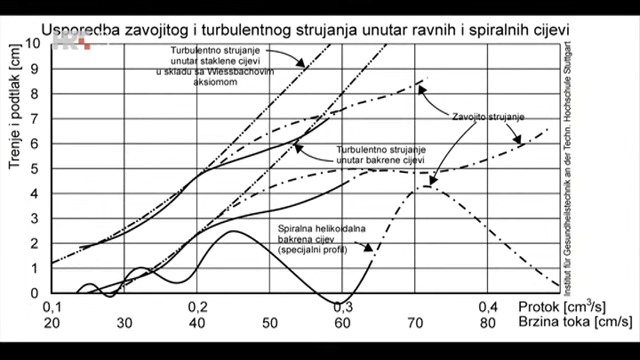 HRT
Usporedba zavojitog i turbulentnog strujanja unutar ravnih i spiralnih cijevi
Trenje i podtlak [cm]
10
9
8
7
6
5
4
3
2
1
0
Turbulentno strujanje
unutar staklene cijevi
u skladu sa Wiessbachovim
aksiomom
Zavojito strujanje
Turbulentno strujanje
unutar bakrene cijevi
Spiralna helikoidalna
bakrena cijev
(specijalni profil)
Institut für Gesundheitstechnik an der Techn. Hochschule Stuttgart
0,1 0,2 0,3 0,4 Protok [cm³/s]
20 30 40 50 60 70 80 Brzina toka [cm/s]